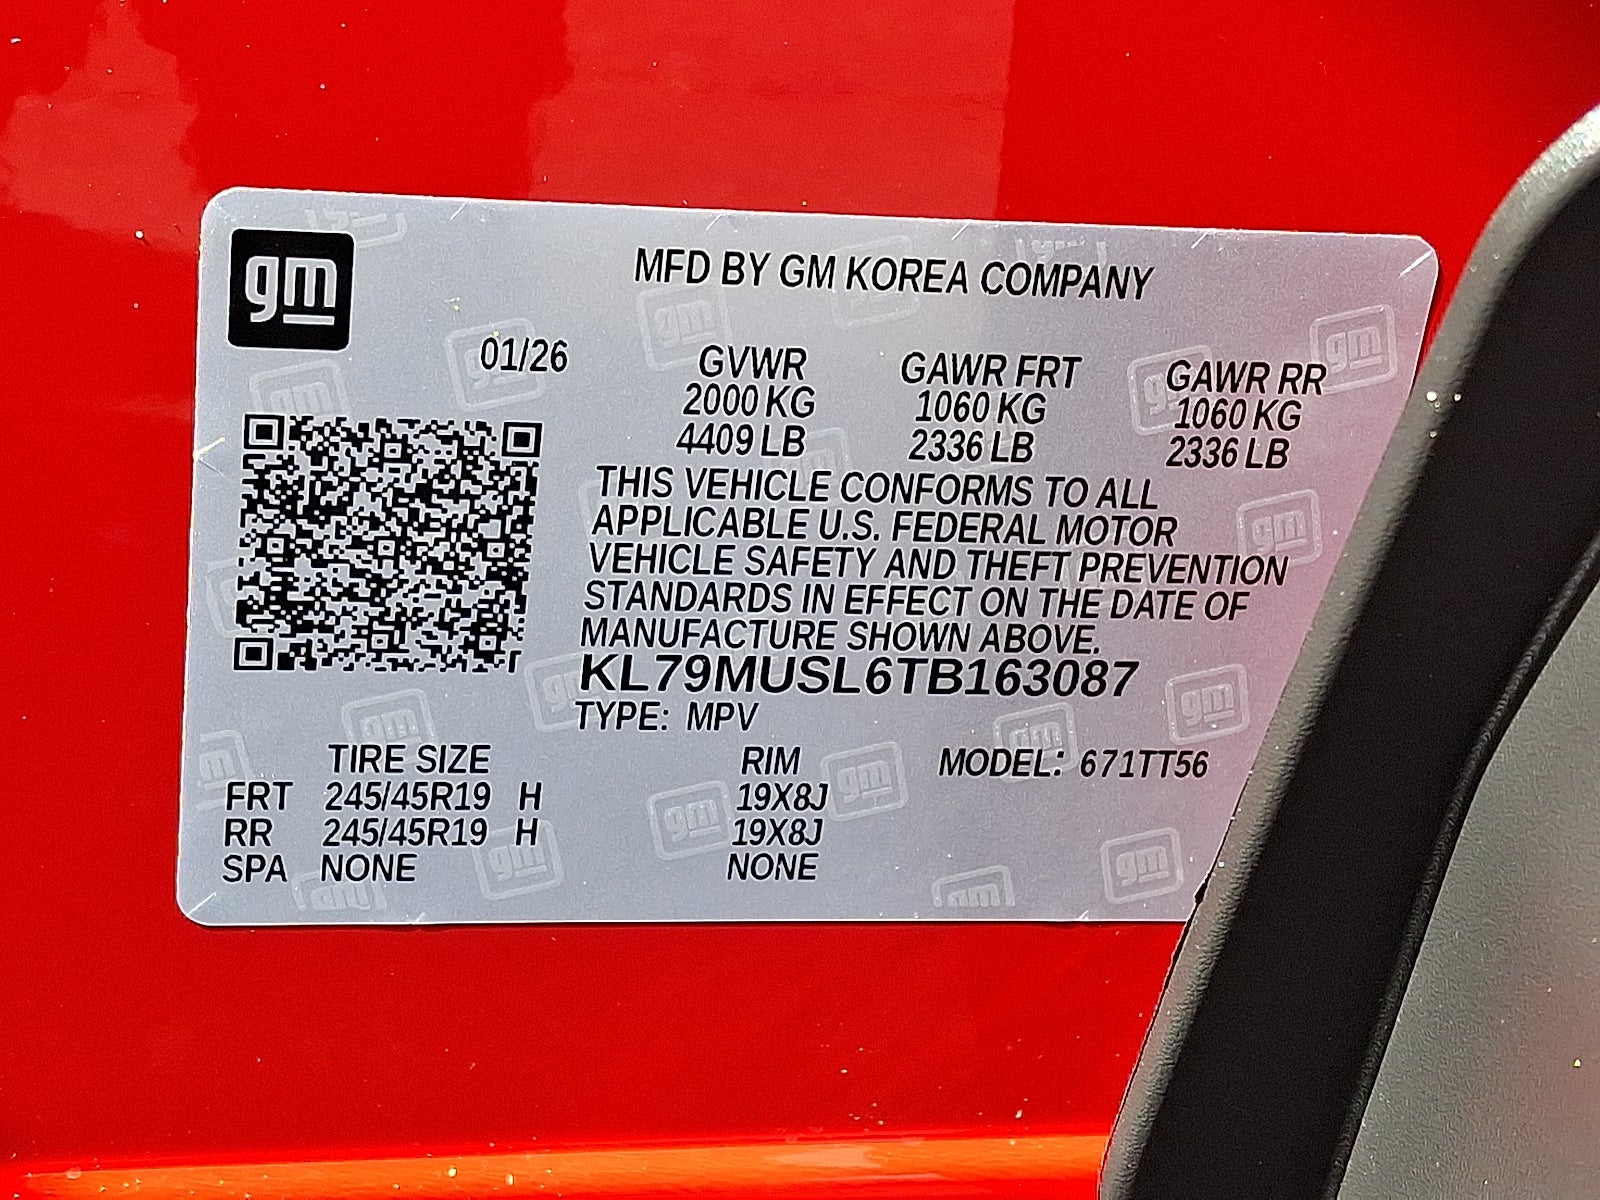 gm
MFD BY GM KOREA COMPANY
01/26
GVWR GAWR FRT GAWR RR
2000 KG 1060 KG 1060 KG
4409 LB 2336 LB 2336 LB
THIS VEHICLE CONFORMS TO ALL
APPLICABLE U.S. FEDERAL MOTOR
VEHICLE SAFETY AND THEFT PREVENTION
STANDARDS IN EFFECT ON THE DATE OF
MANUFACTURE SHOWN ABOVE.
KL79MUSL6TB163087
TYPE: MPV
TIRE SIZE RIM MODEL: 671TT56
FRT 245/45R19 H 19X8J
RR 245/45R19 H 19X8J
SPA NONE NONE